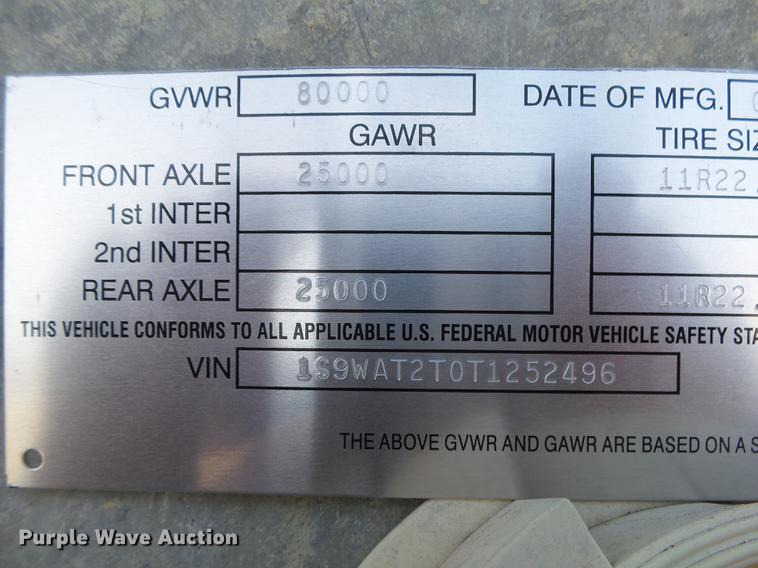 GVWR 80000 DATE OF MFG.
GAWR TIRE
FRONT AXLE 25000 11R22.
1st INTER
2nd INTER
REAR AXLE 25000 11R22.
THIS VEHICLE CONFORMS TO ALL APPLICABLE U.S. FEDERAL MOTOR VEHICLE SAFETY
VIN 1S9WAT2T0T1252496
THE ABOVE GVWR AND GAWR ARE BASED ON A
Purple Wave Auction